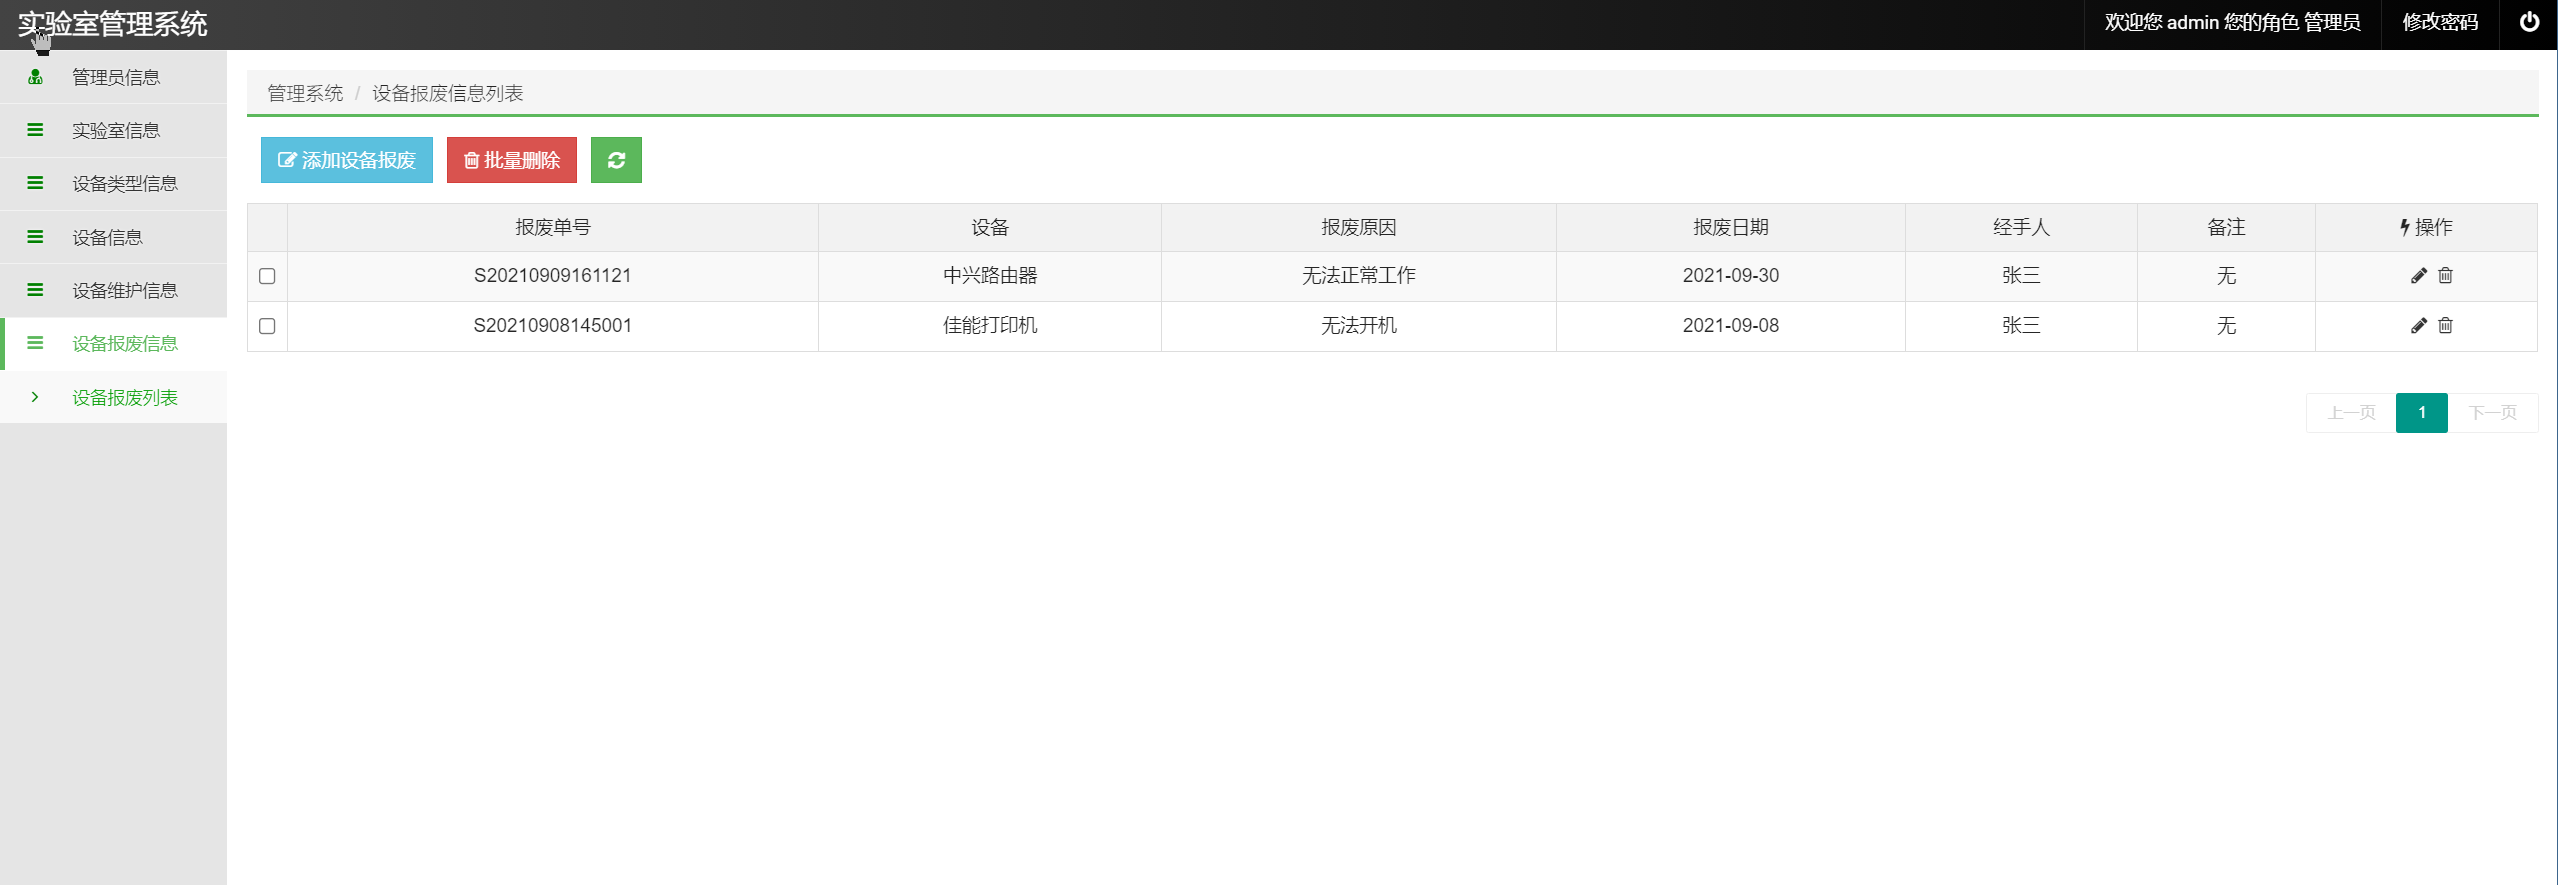 实验室管理系统
欢迎您 admin 您的角色 管理员
修改密码
管理员信息
实验室信息
设备类型信息
设备信息
设备维护信息
设备报废信息
设备报废列表
管理系统 / 设备报废信息列表
添加设备报废
批量删除
报废单号 设备 报废原因 报废日期 经手人 备注 操作
S20210909161121 中兴路由器 无法正常工作 2021-09-30 张三 无
S20210908145001 佳能打印机 无法开机 2021-09-08 张三 无
上一页 1 下一页